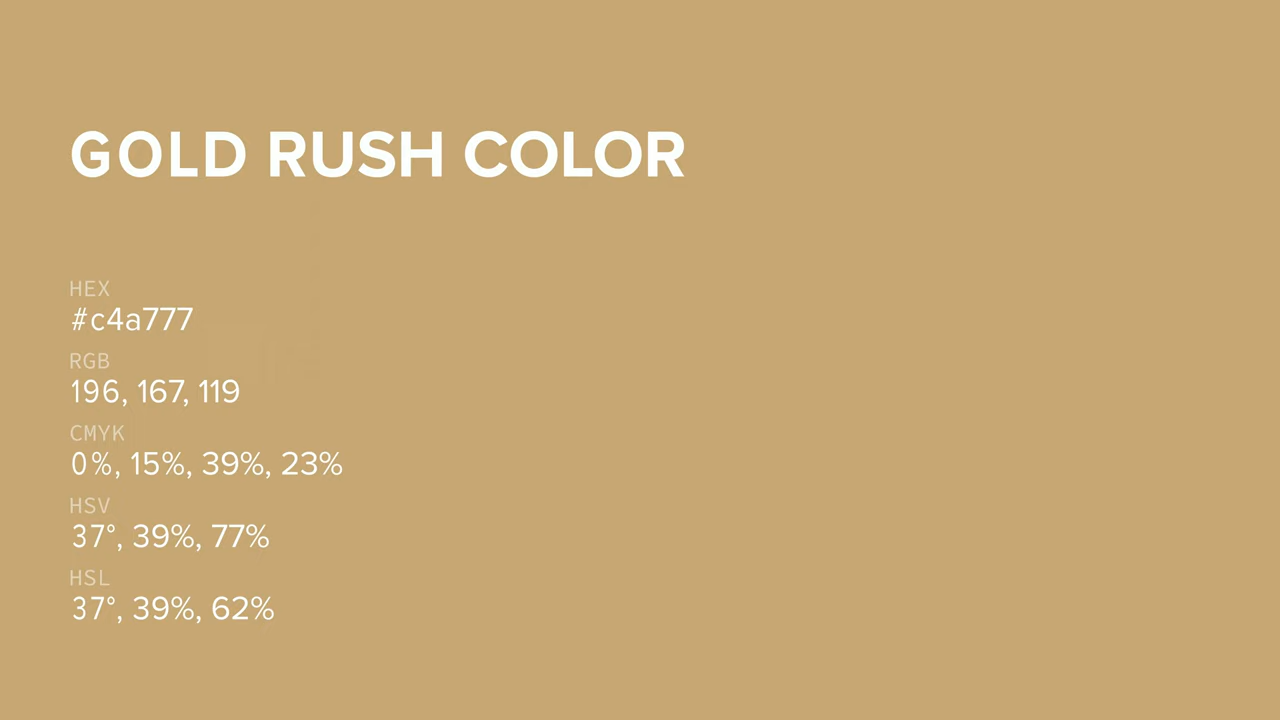 GOLD RUSH COLOR
HEX
#c4a777
RGB
196, 167, 119
CMYK
0%, 15%, 39%, 23%
HSV
37°, 39%, 77%
HSL
37°, 39%, 62%